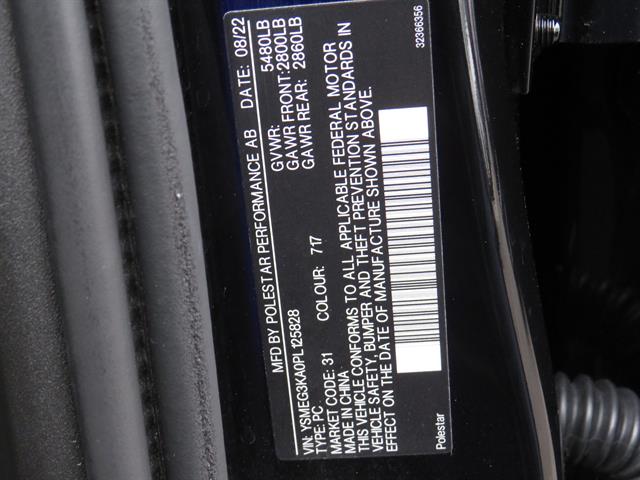 MFD BY POLESTAR PERFORMANCE AB DATE: 08/22
GVWR: 5480LB
GAWR FRONT:2800LB
GAWR REAR: 2860LB
VIN: YSMEG3KA0PL125828
TYPE: PC
MARKET CODE: 31 COLOUR: 717
MADE IN CHINA
THIS VEHICLE CONFORMS TO ALL APPLICABLE FEDERAL MOTOR
VEHICLE SAFETY, BUMPER AND THEFT PREVENTION STANDARDS IN
EFFECT ON THE DATE OF MANUFACTURE SHOWN ABOVE.
Polestar 32366356